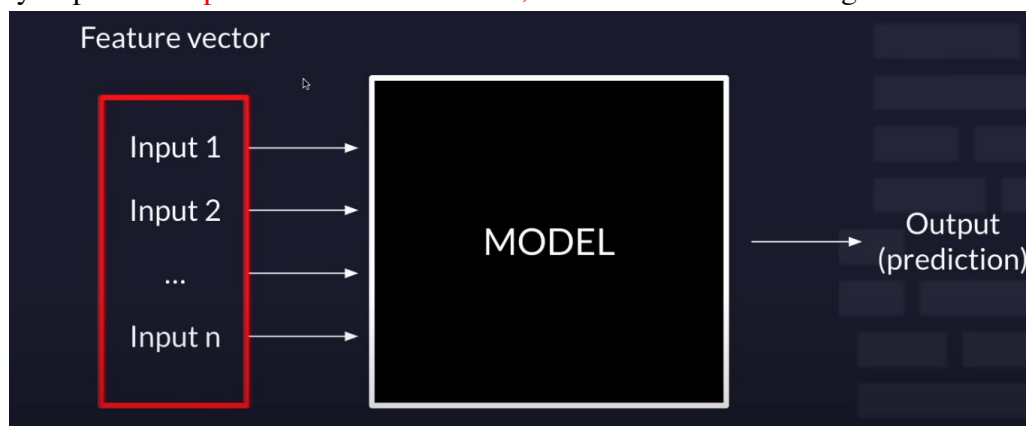 Feature vector
Input 1
Input 2
...
Input n
MODEL
Output
(prediction)